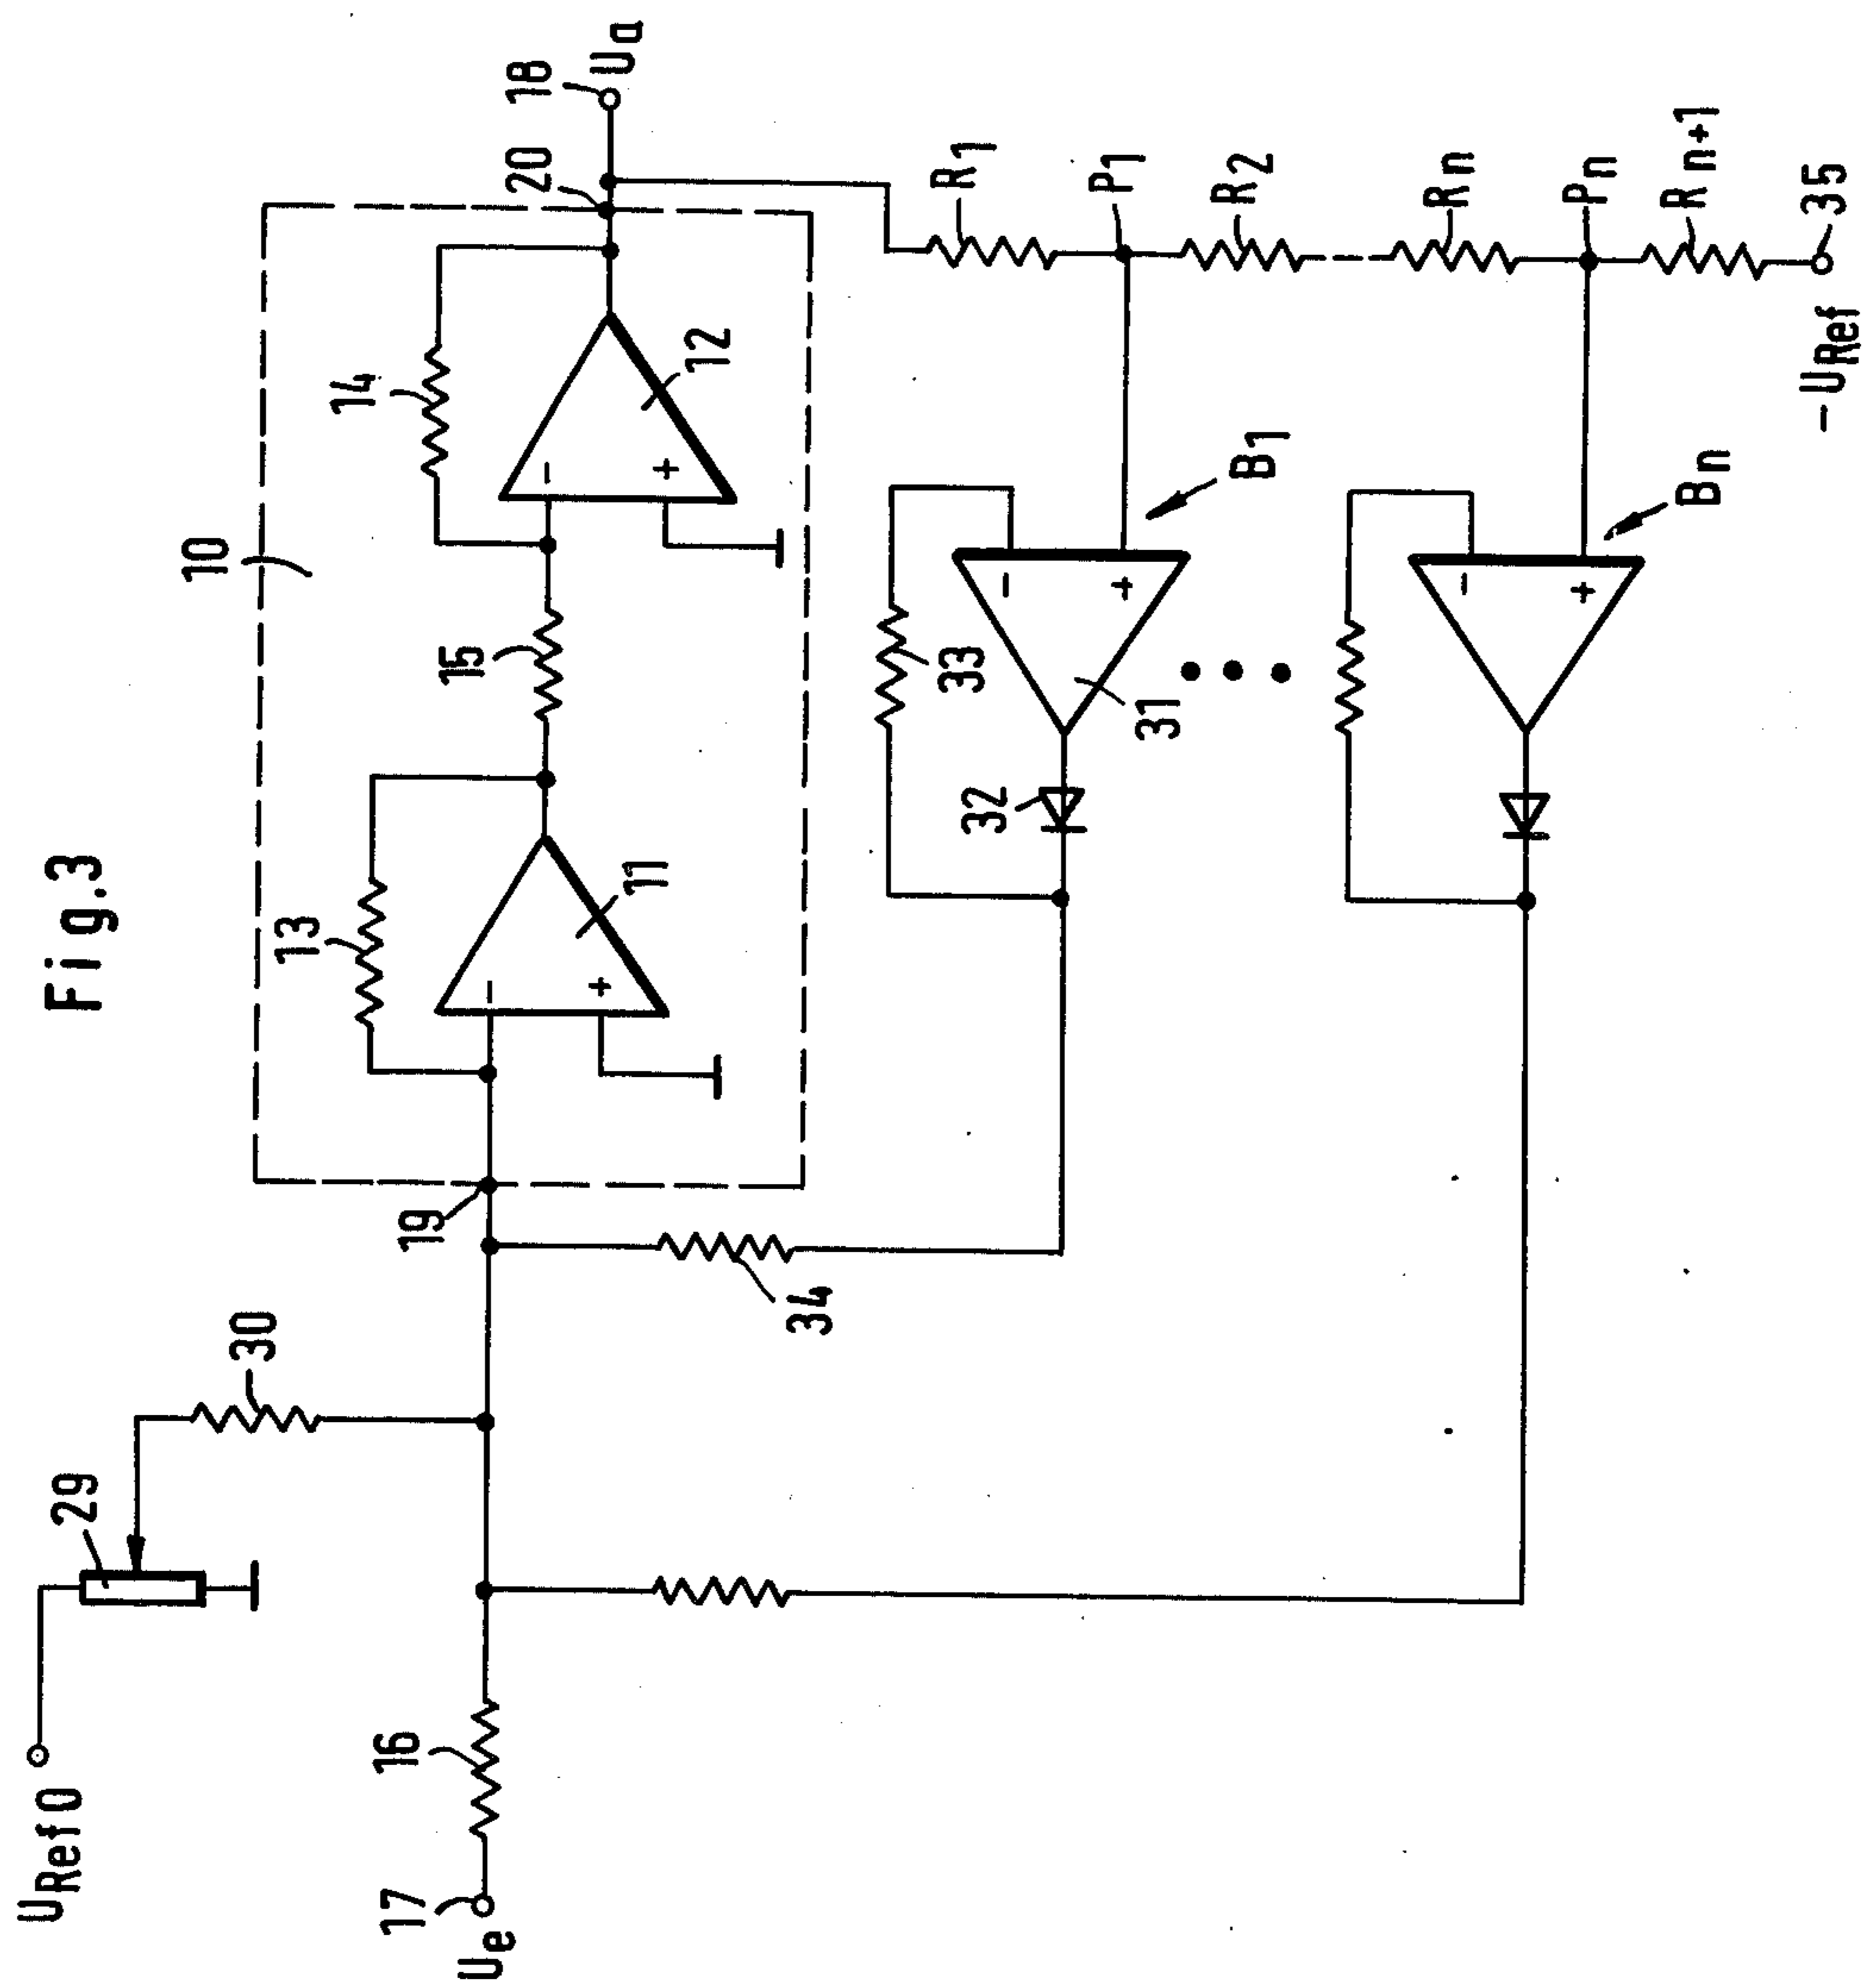 Fig.3
URef0
29
30
10
13
14
15
11
12
18
Ua
20
19
16
17
Ue
34
33
32
31
B1
Bn
R1
P1
R2
Rn
Pn
Rn+1
35
-URef
-
+
-
+
-
+
-
+